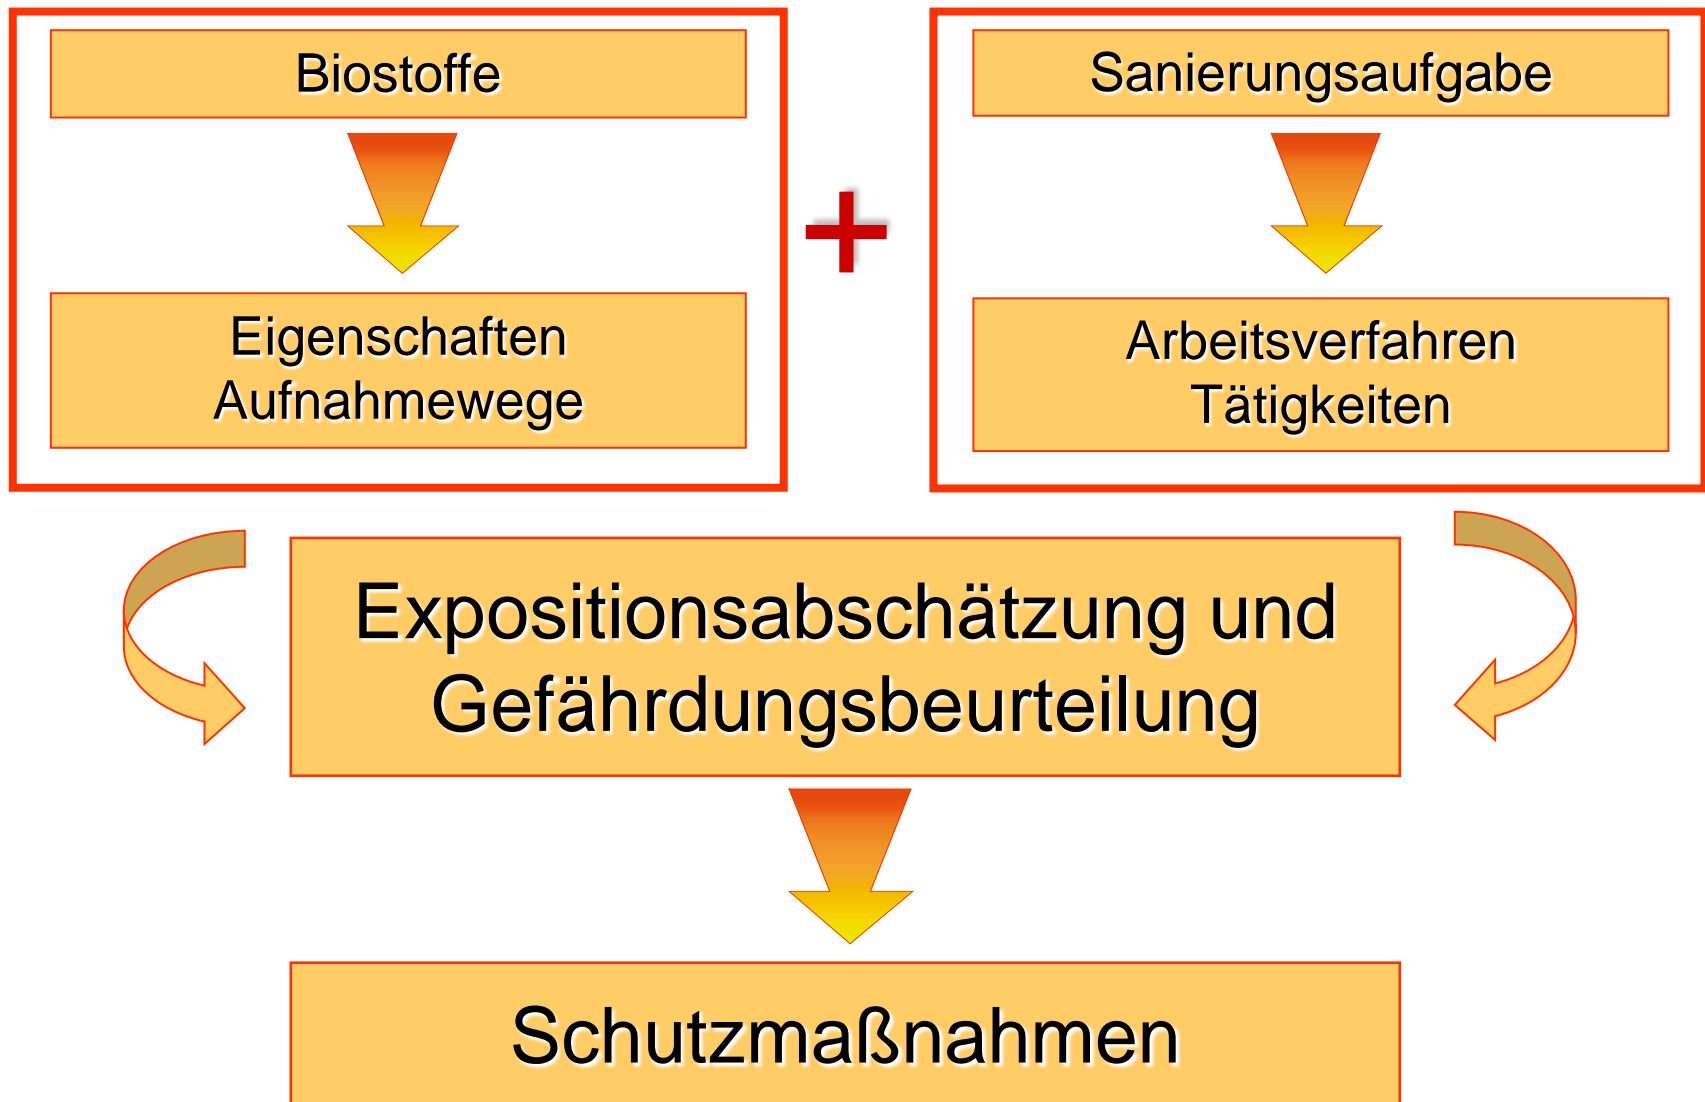 Biostoffe
Eigenschaften
Aufnahmewege
+
Sanierungsaufgabe
Arbeitsverfahren
Tätigkeiten
Expositionsabschätzung und
Gefährdungsbeurteilung
Schutzmaßnahmen